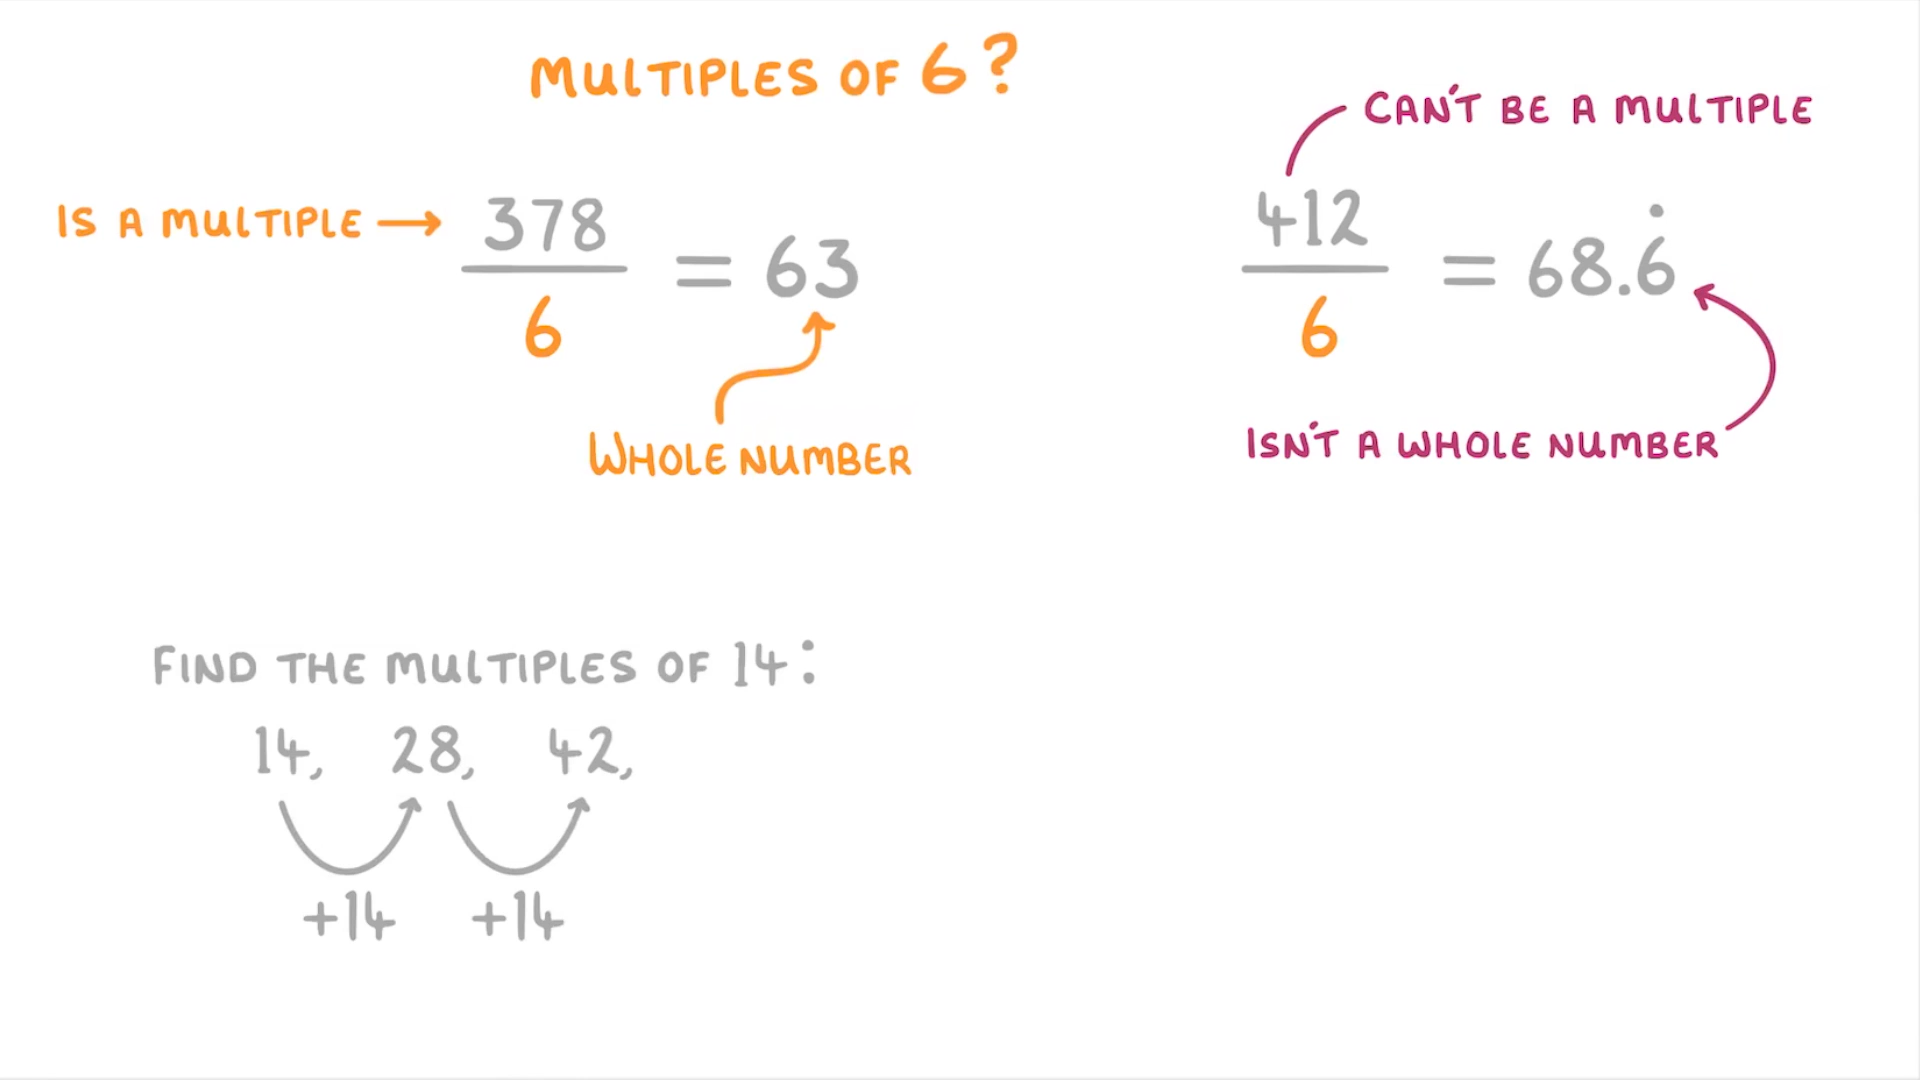 MULTIPLES OF 6?
IS A MULTIPLE → 378/6 = 63
WHOLE NUMBER
CAN'T BE A MULTIPLE
412/6 = 68.6̇
ISN'T A WHOLE NUMBER
FIND THE MULTIPLES OF 14:
14, 28, 42,
+14 +14